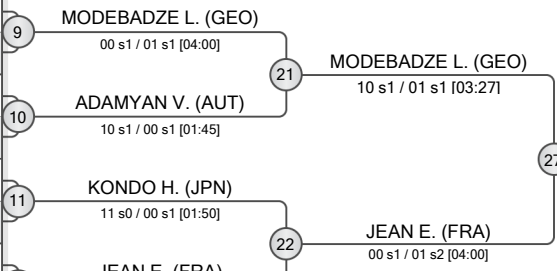 9
MODEBADZE L. (GEO)
00 s1 / 01 s1 [04:00]
21
MODEBADZE L. (GEO)
10 s1 / 01 s1 [03:27]
10
ADAMYAN V. (AUT)
10 s1 / 00 s1 [01:45]
27
11
KONDO H. (JPN)
11 s0 / 00 s1 [01:50]
22
JEAN E. (FRA)
00 s1 / 01 s2 [04:00]
JEAN E. (FRA)